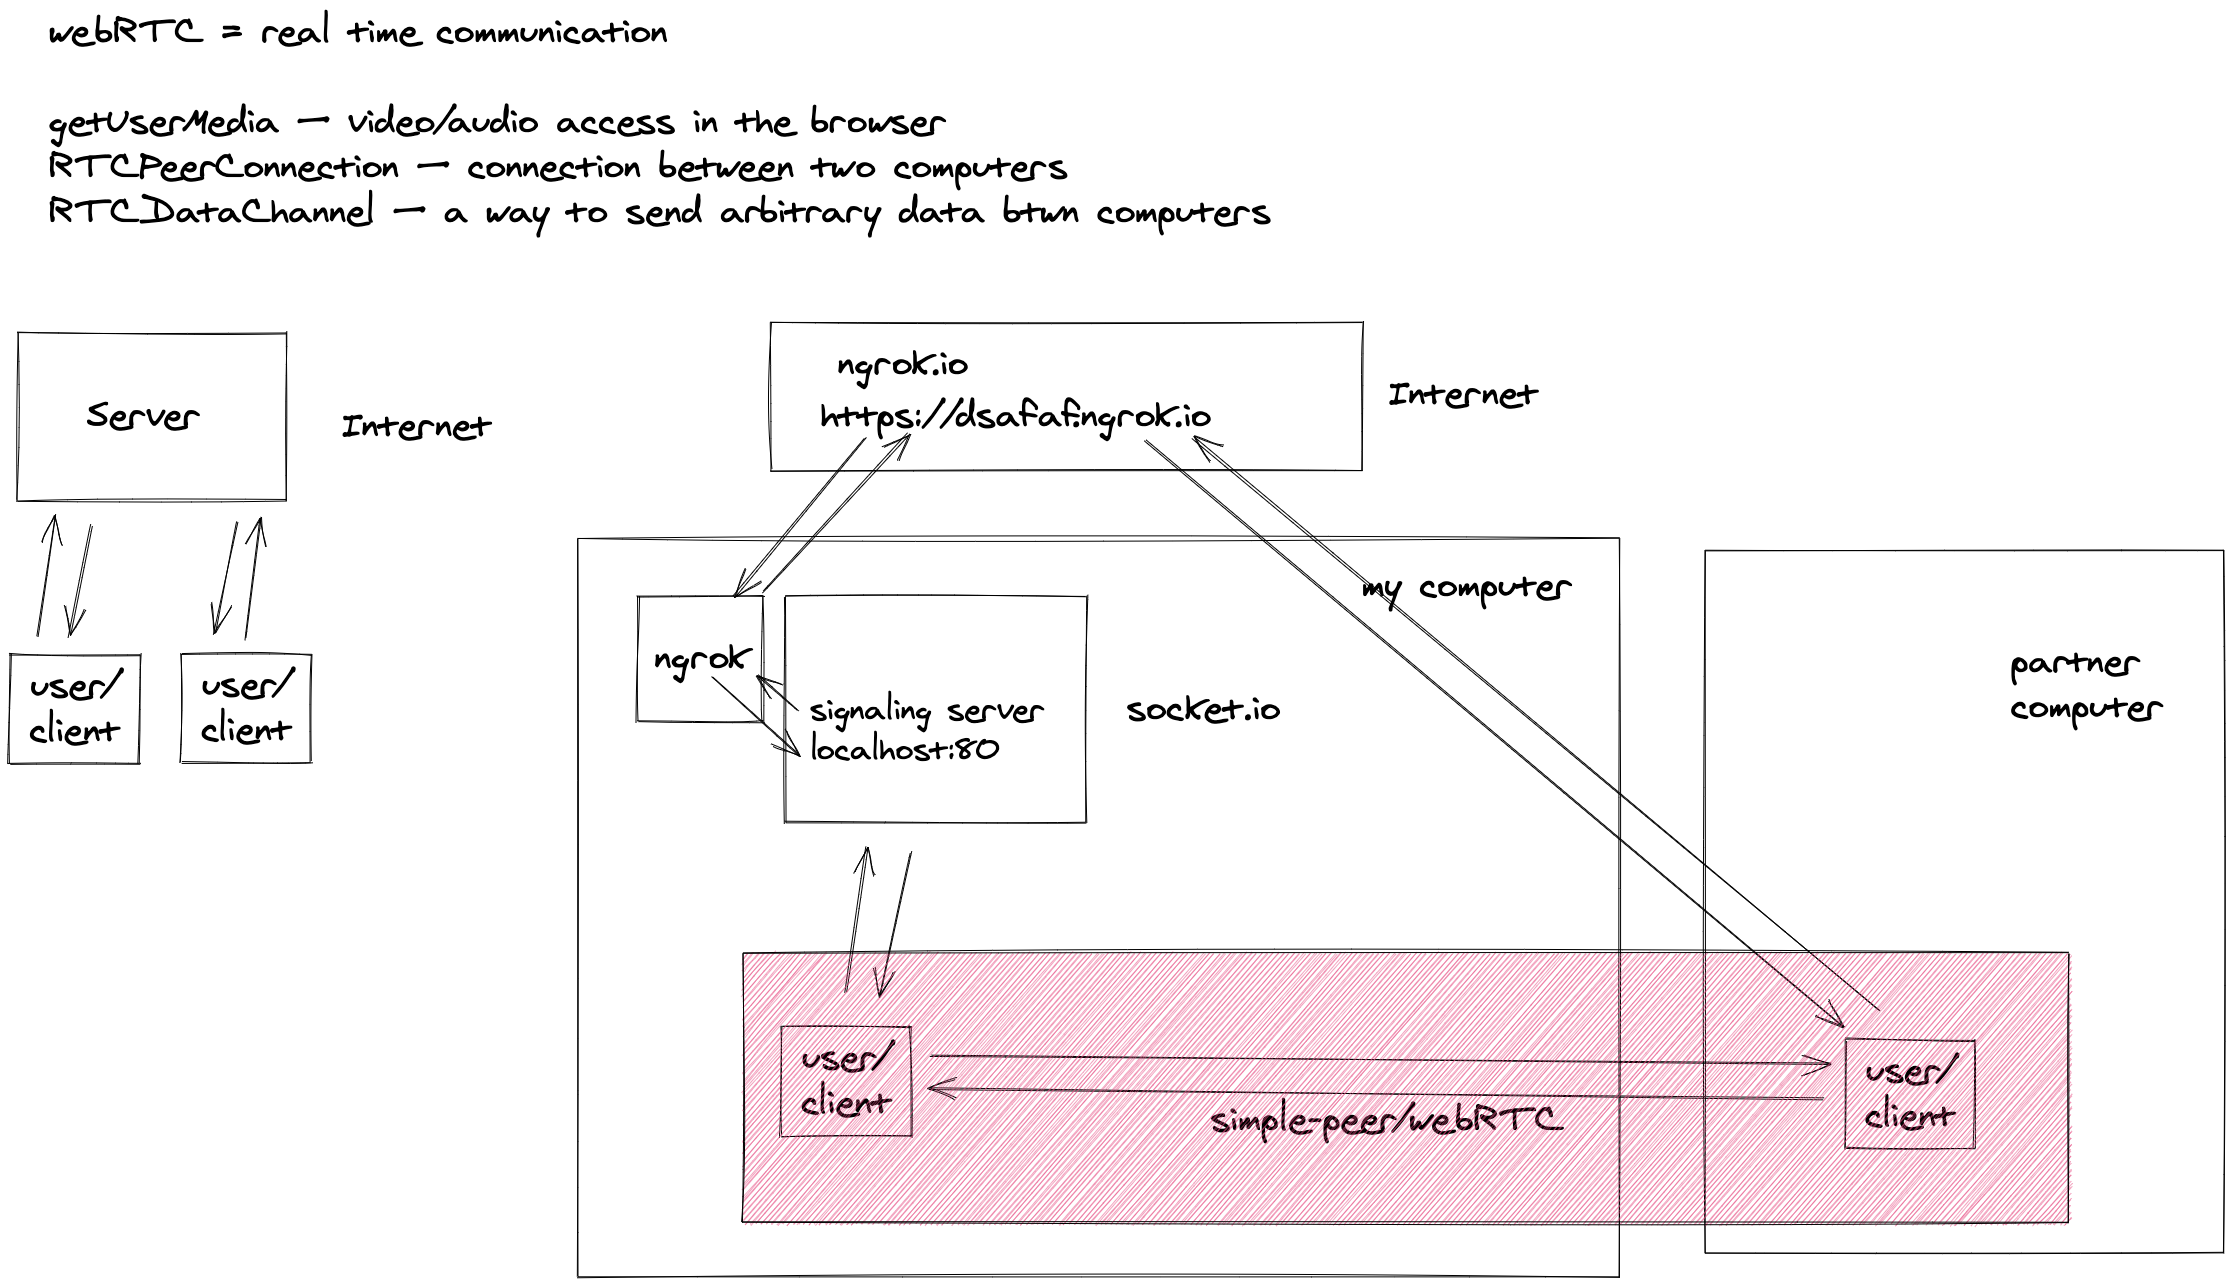 webRTC = real time communication
getUserMedia — video/audio access in the browser
RTCPeerConnection — connection between two computers
RTCDataChannel — a way to send arbitrary data btwn computers
Server
Internet
user/
client
user/
client
ngrok.io
https://dsafaf.ngrok.io
Internet
my computer
ngrok
signaling server
localhost:80
socket.io
partner
computer
user/
client
simple-peer/webRTC
user/
client